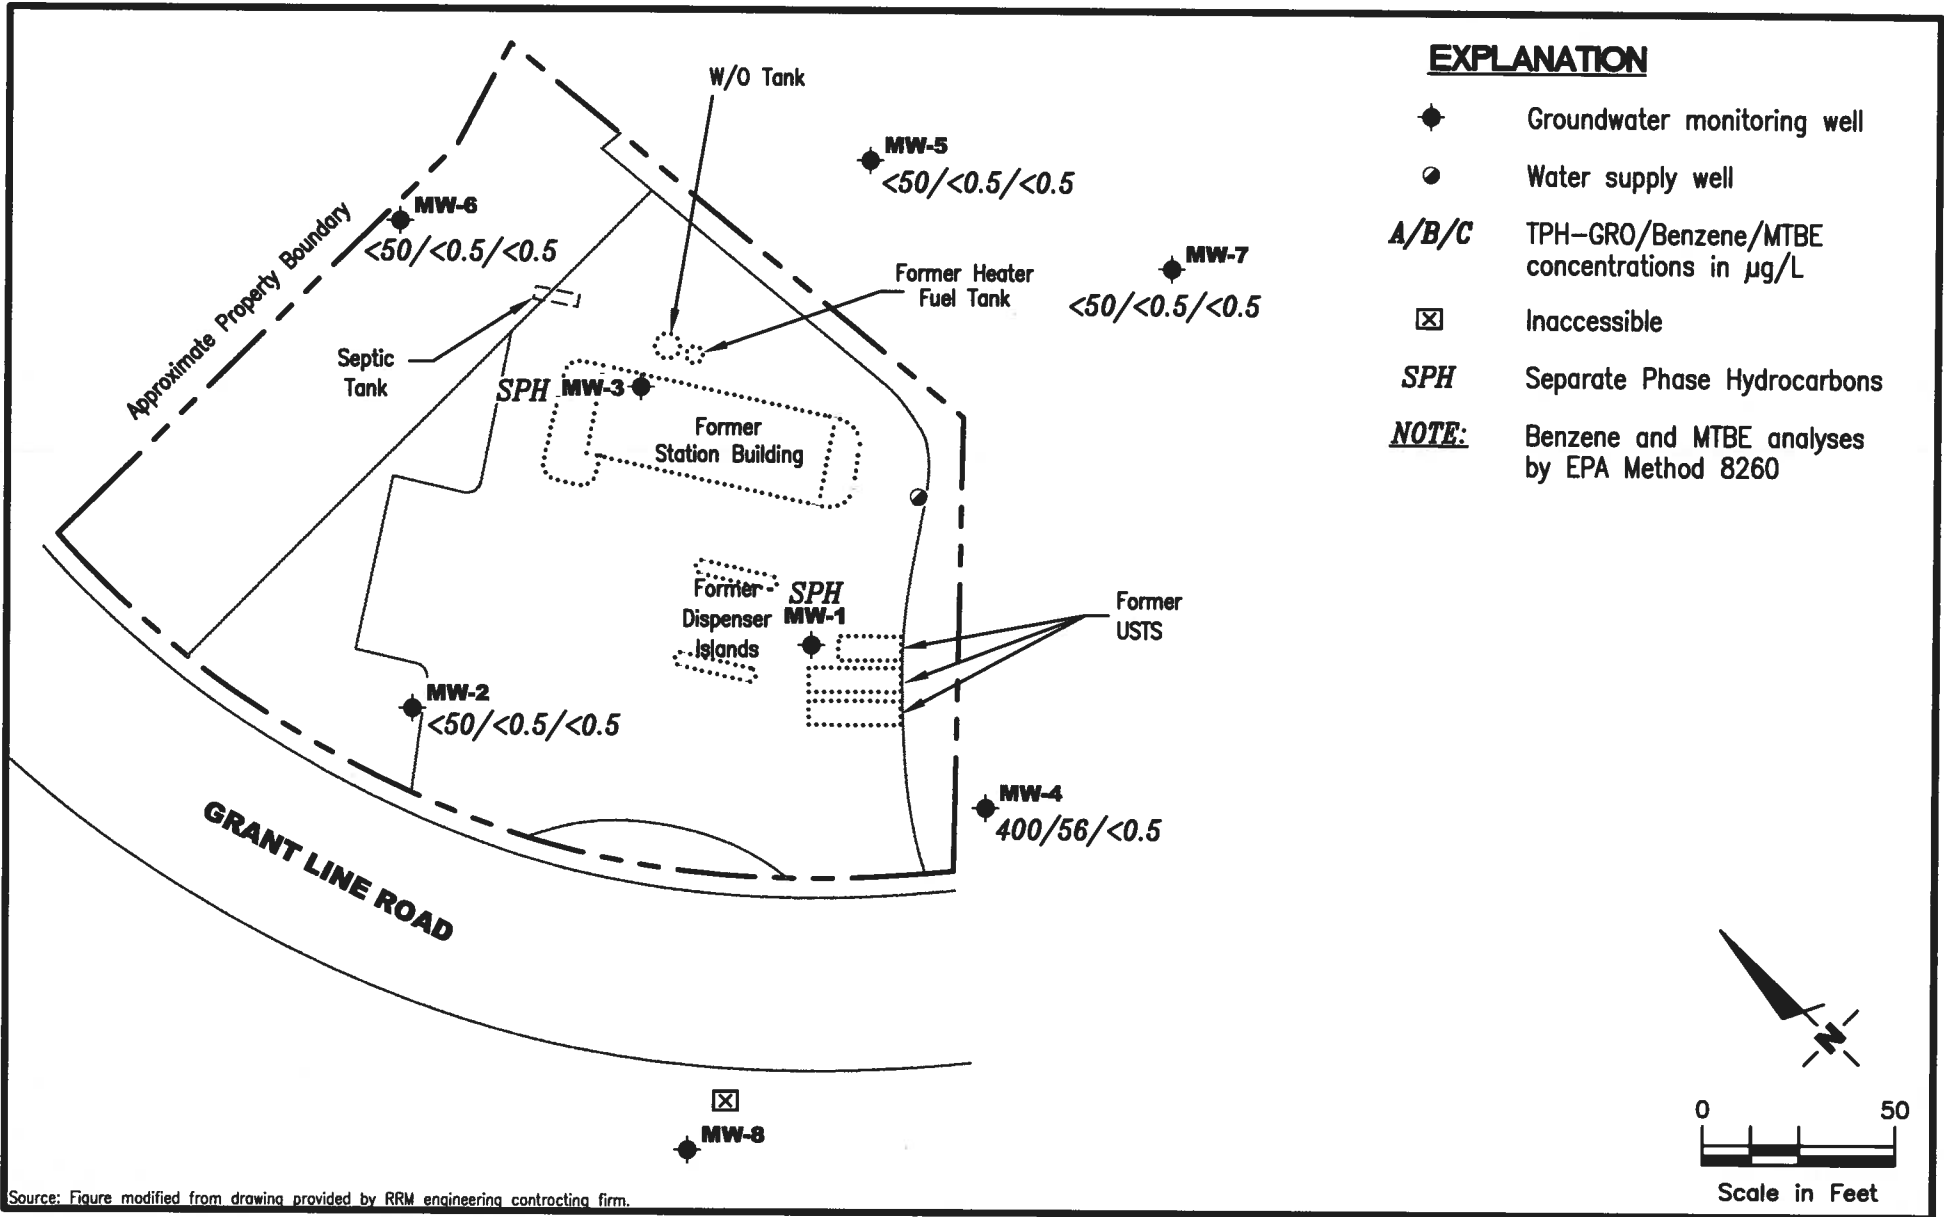 EXPLANATION
Groundwater monitoring well
Water supply well
A/B/C TPH-GRO/Benzene/MTBE
concentrations in µg/L
Inaccessible
SPH Separate Phase Hydrocarbons
NOTE: Benzene and MTBE analyses
by EPA Method 8260
W/O Tank
MW-5
<50/<0.5/<0.5
MW-6
<50/<0.5/<0.5
Approximate Property Boundary
MW-7
<50/<0.5/<0.5
Former Heater
Fuel Tank
Septic
Tank
SPH MW-3
Former
Station Building
Former
Dispenser
Islands
SPH
MW-1
Former
USTS
MW-2
<50/<0.5/<0.5
MW-4
400/56/<0.5
GRANT LINE ROAD
MW-8
N
0 50
Scale in Feet
Source: Figure modified from drawing provided by RRM engineering contracting firm.